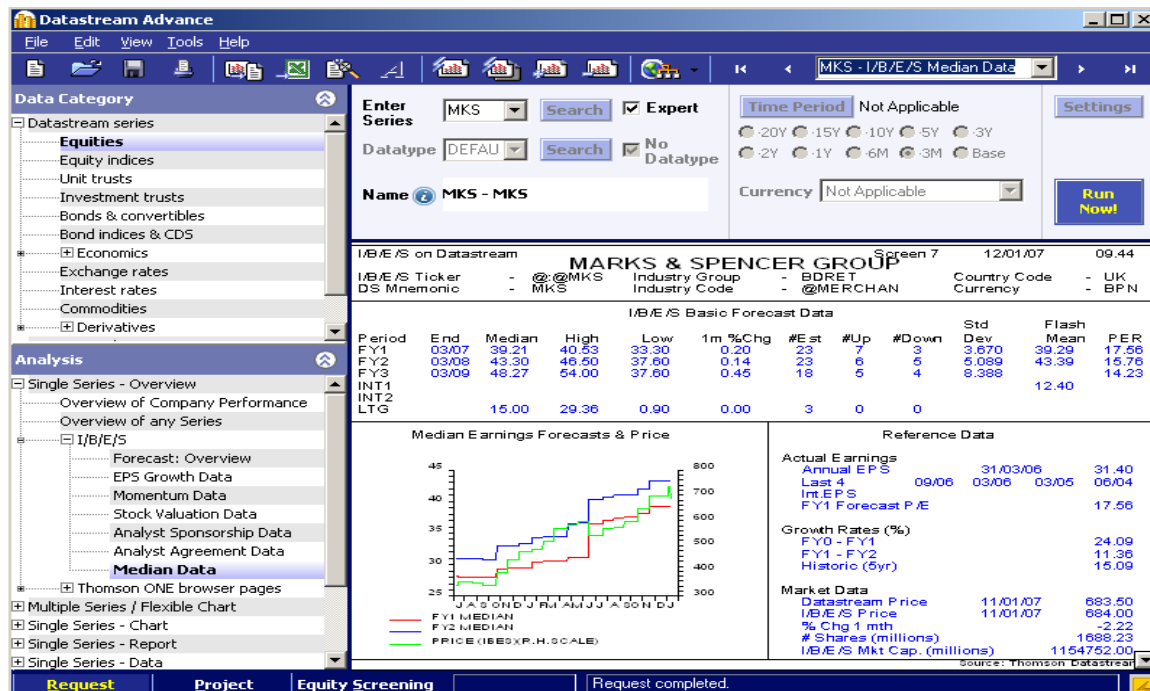 Datastream Advance
File Edit View Tools Help
MKS - I/B/E/S Median Data
Data Category
Datastream series
Equities
Equity indices
Unit trusts
Investment trusts
Bonds & convertibles
Bond indices & CDS
Economics
Exchange rates
Interest rates
Commodities
Derivatives
Analysis
Single Series - Overview
Overview of Company Performance
Overview of any Series
I/B/E/S
Forecast: Overview
EPS Growth Data
Momentum Data
Stock Valuation Data
Analyst Sponsorship Data
Analyst Agreement Data
Median Data
Thomson ONE browser pages
Multiple Series / Flexible Chart
Single Series - Chart
Single Series - Report
Single Series - Data
Enter Series MKS Search Expert
Datatype DEFAU Search No Datatype
Name MKS - MKS
Time Period Not Applicable
-20Y -15Y -10Y -5Y -3Y
-2Y -1Y -6M -3M Base
Currency Not Applicable
Settings
Run Now!
I/B/E/S on Datastream Screen 7 12/01/07 09.44
MARKS & SPENCER GROUP
I/B/E/S Ticker - @:@MKS Industry Group - BDRET Country Code - UK
DS Mnemonic - MKS Industry Code - @MERCHAN Currency - BPN
I/B/E/S Basic Forecast Data
Period End Median High Low 1m %Chg #Est #Up #Down Std Dev Flash Mean PER
FY1 03/07 39.21 40.53 33.30 0.20 23 7 3 3.670 39.29 17.56
FY2 03/08 43.30 46.50 37.60 0.14 23 6 5 5.089 43.39 15.76
FY3 03/09 48.27 54.00 37.60 0.45 18 5 4 8.388 14.23
INT1 12.40
INT2
LTG 15.00 29.36 0.90 0.00 3 0 0
Median Earnings Forecasts & Price
45 800
700
40
600
35
500
30 400
25 300
J A S O N D J F M A M J J A S O N D J
FY1 MEDIAN
FY2 MEDIAN
PRICE (IBES)(R.H.SCALE)
Reference Data
Actual Earnings
Annual EPS 31/03/06 31.40
Last 4 09/06 03/06 03/05 06/04
Int.EPS
FY1 Forecast P/E 17.56
Growth Rates (%)
FY0 - FY1 24.09
FY1 - FY2 11.36
Historic (5yr) 15.09
Market Data
Datastream Price 11/01/07 683.50
I/B/E/S Price 11/01/07 684.00
% Chg 1 mth -2.22
# Shares (millions) 1688.23
I/B/E/S Mkt Cap. (millions) 1154752.00
Source: Thomson Datastream
Request Project Equity Screening Request completed.